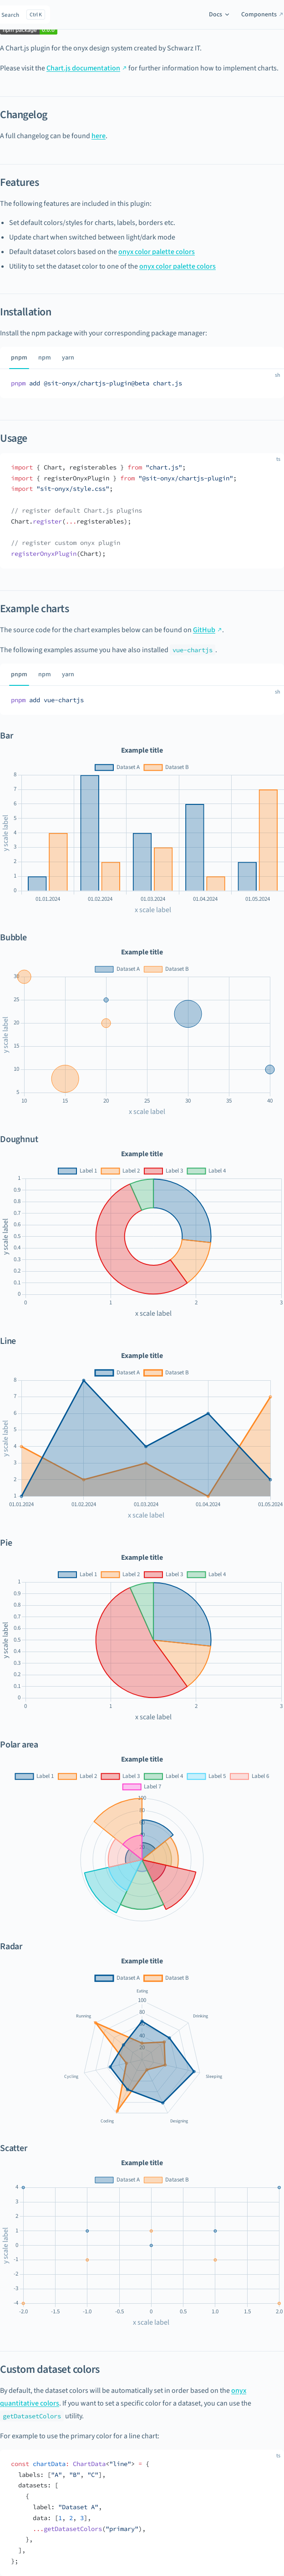 Search Ctrl K Docs Components
npm package 0.0.0
A Chart.js plugin for the onyx design system created by Schwarz IT.
Please visit the Chart.js documentation for further information how to implement charts.
Changelog
A full changelog can be found here.
Features
The following features are included in this plugin:
Set default colors/styles for charts, labels, borders etc.
Update chart when switched between light/dark mode
Default dataset colors based on the onyx color palette colors
Utility to set the dataset color to one of the onyx color palette colors
Installation
Install the npm package with your corresponding package manager:
pnpm npm yarn
sh
pnpm add @sit-onyx/chartjs-plugin@beta chart.js
Usage
ts
import { Chart, registerables } from "chart.js";
import { registerOnyxPlugin } from "@sit-onyx/chartjs-plugin";
import "sit-onyx/style.css";
// register default Chart.js plugins
Chart.register(...registerables);
// register custom onyx plugin
registerOnyxPlugin(Chart);
Example charts
The source code for the chart examples below can be found on GitHub.
The following examples assume you have also installed vue-chartjs.
pnpm npm yarn
sh
pnpm add vue-chartjs
Bar
Example title
Dataset A Dataset B
y scale label
8
7
6
5
4
3
2
1
0
01.01.2024 01.02.2024 01.03.2024 01.04.2024 01.05.2024
x scale label
Bubble
Example title
Dataset A Dataset B
y scale label
30
25
20
15
10
5
10 15 20 25 30 35 40
x scale label
Doughnut
Example title
Label 1 Label 2 Label 3 Label 4
y scale label
1
0.9
0.8
0.7
0.6
0.5
0.4
0.3
0.2
0.1
0
0 1 2 3
x scale label
Line
Example title
Dataset A Dataset B
y scale label
8
7
6
5
4
3
2
1
01.01.2024 01.02.2024 01.03.2024 01.04.2024 01.05.2024
x scale label
Pie
Example title
Label 1 Label 2 Label 3 Label 4
y scale label
1
0.9
0.8
0.7
0.6
0.5
0.4
0.3
0.2
0.1
0
0 1 2 3
x scale label
Polar area
Example title
Label 1 Label 2 Label 3 Label 4 Label 5 Label 6
Label 7
100
80
Radar
Example title
Dataset A Dataset B
Eating
100
80
Running Drinking
40
20
Cycling Sleeping
Coding Designing
Scatter
Example title
Dataset A Dataset B
y scale label
4
3
2
1
0
-1
-2
-3
-4
-2.0 -1.5 -1.0 -0.5 0 0.5 1.0 1.5 2.0
x scale label
Custom dataset colors
By default, the dataset colors will be automatically set in order based on the onyx
quantitative colors. If you want to set a specific color for a dataset, you can use the
getDatasetColors utility.
For example to use the primary color for a line chart:
ts
const chartData: ChartData<"line"> = {
labels: ["A", "B", "C"],
datasets: [
{
label: "Dataset A",
data: [1, 2, 3],
...getDatasetColors("primary"),
},
],
};